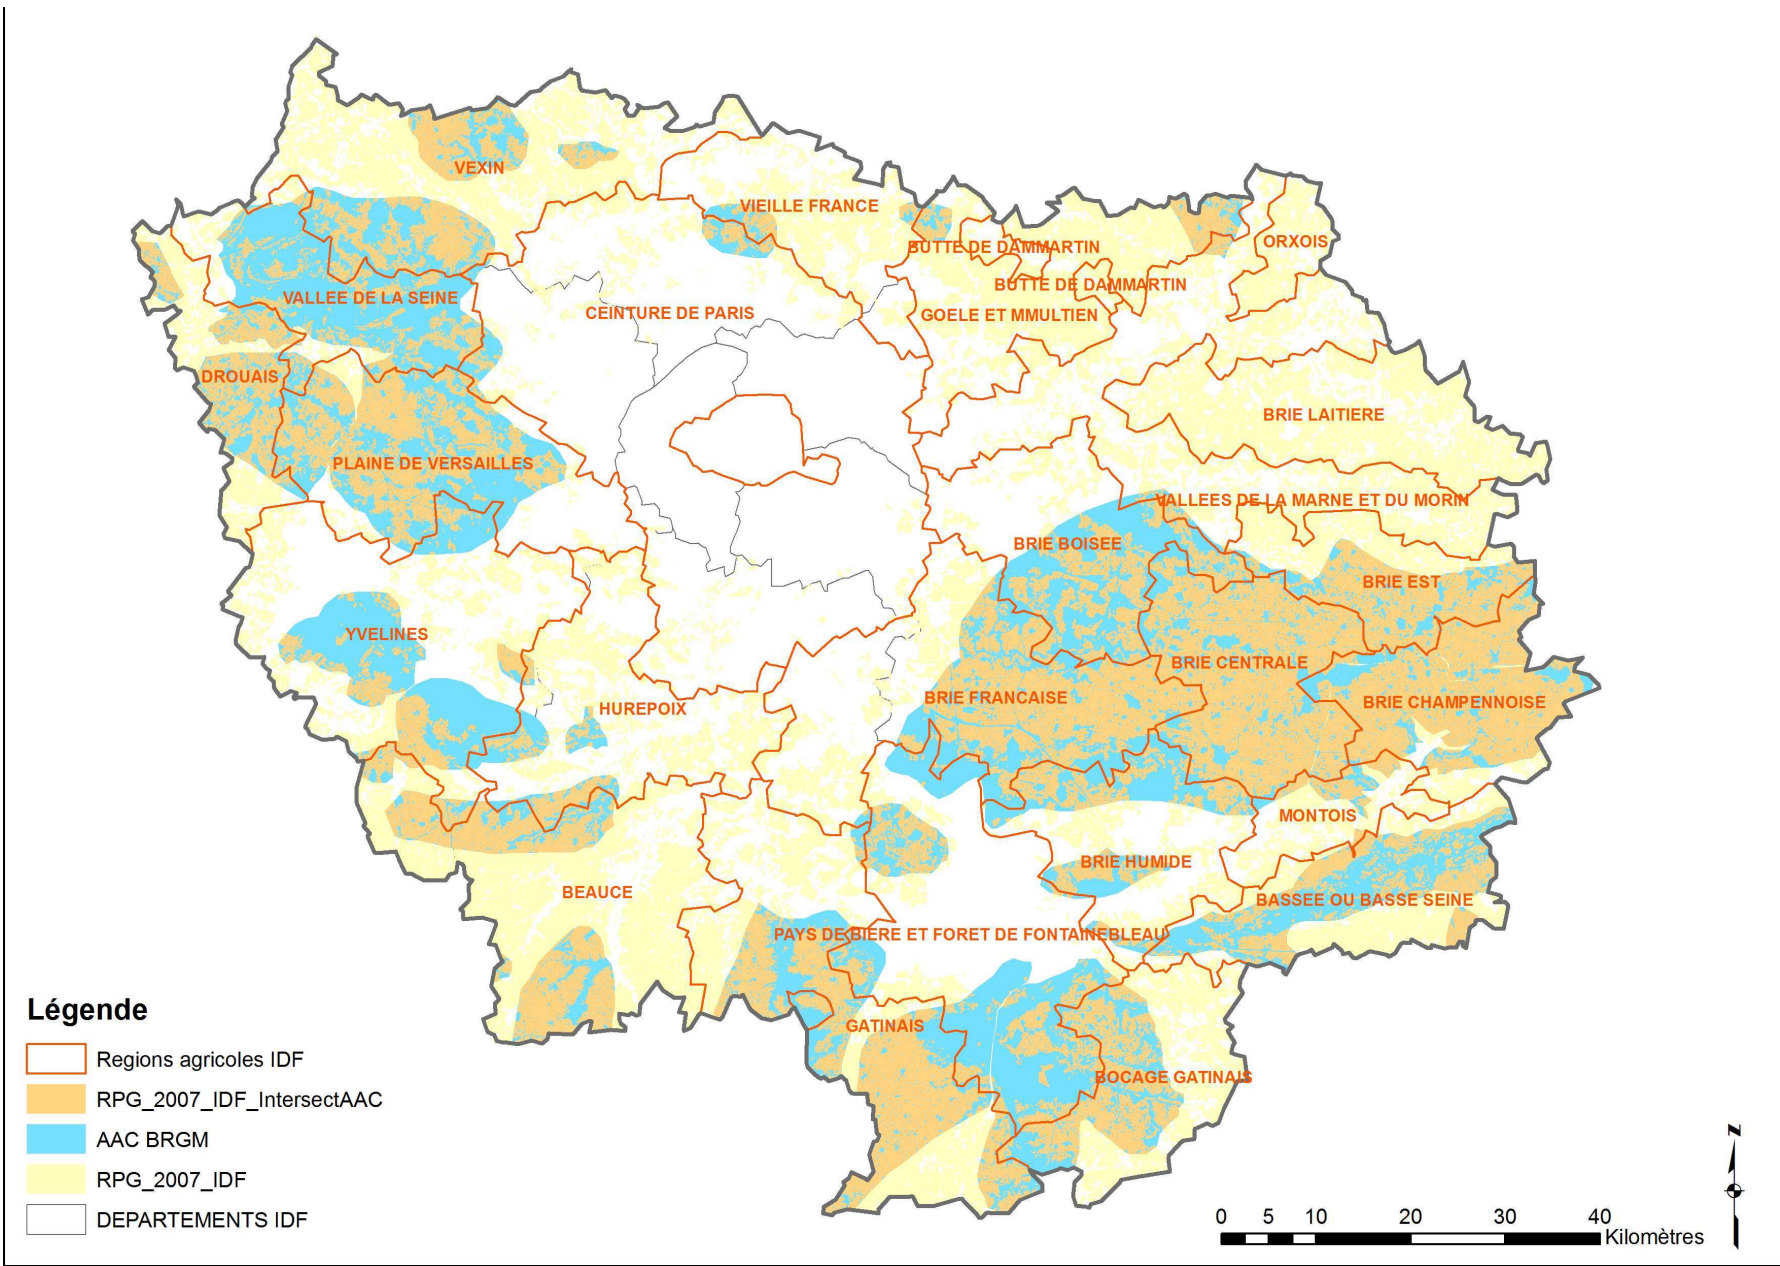 VEXIN
VIEILLE FRANCE
BUTTE DE DAMMARTIN
ORXOIS
BUTTE DE DAMMARTIN
VALLEE DE LA SEINE
CEINTURE DE PARIS
GOELE ET MMULTIEN
DROUAIS
BRIE LAITIERE
PLAINE DE VERSAILLES
VALLEES DE LA MARNE ET DU MORIN
BRIE BOISEE
BRIE EST
YVELINES
BRIE CENTRALE
BRIE FRANCAISE
BRIE CHAMPENNOISE
HUREPOIX
MONTOIS
BRIE HUMIDE
BEAUCE
BASSEE OU BASSE SEINE
PAYS DE BIERE ET FORET DE FONTAINEBLEAU
GATINAIS
BOCAGE GATINAIS
Légende
Regions agricoles IDF
RPG_2007_IDF_IntersectAAC
AAC BRGM
RPG_2007_IDF
DEPARTEMENTS IDF
N
0 5 10 20 30 40
Kilomètres